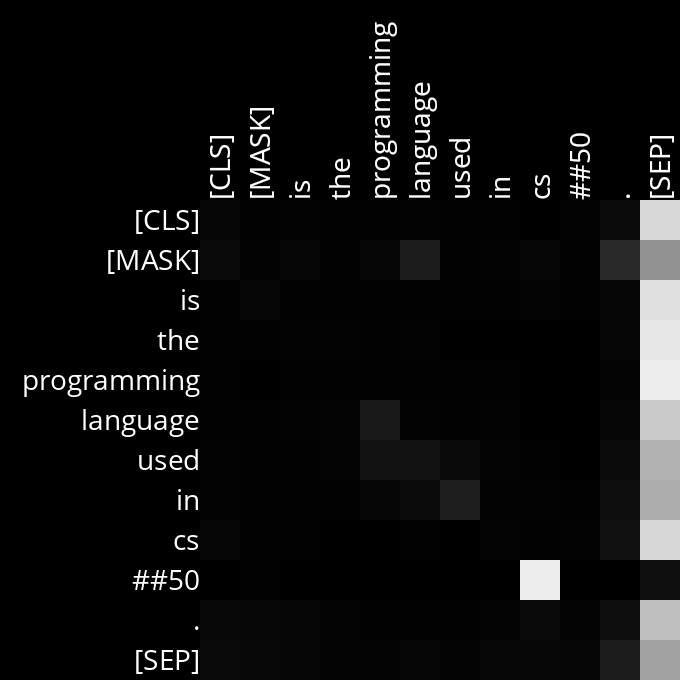 [CLS]
[MASK]
is
the
programming
language
used
in
cs
##50
.
[SEP]
[CLS]
[MASK]
is
the
programming
language
used
in
cs
##50
.
[SEP]